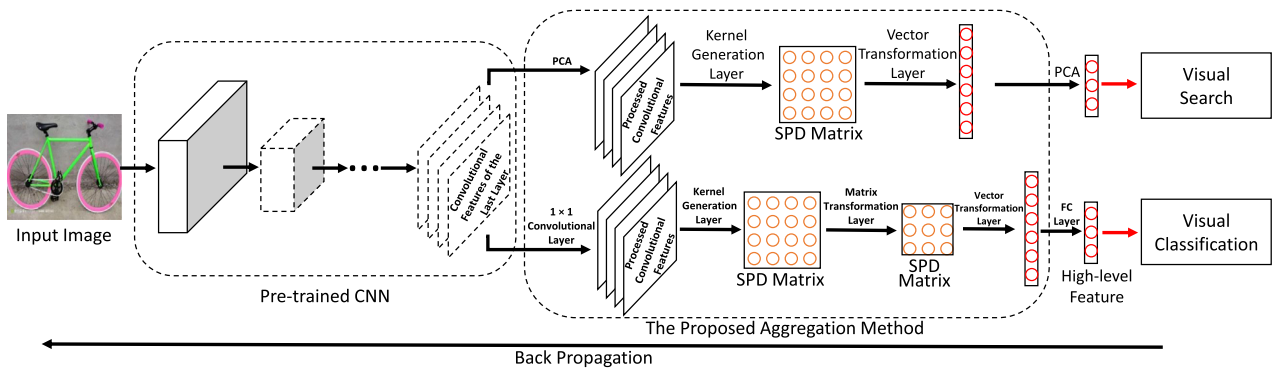 Input Image
Pre-trained CNN
Convolutional
Features of the
Last Layer
PCA
Processed
Convolutional
Features
Kernel
Generation
Layer
SPD Matrix
Vector
Transformation
Layer
PCA
Visual
Search
1 × 1
Convolutional
Layer
Processed
Convolutional
Features
Kernel
Generation
Layer
SPD Matrix
Matrix
Transformation
Layer
SPD
Matrix
Vector
Transformation
Layer
FC
Layer
High-level
Feature
Visual
Classification
The Proposed Aggregation Method
Back Propagation